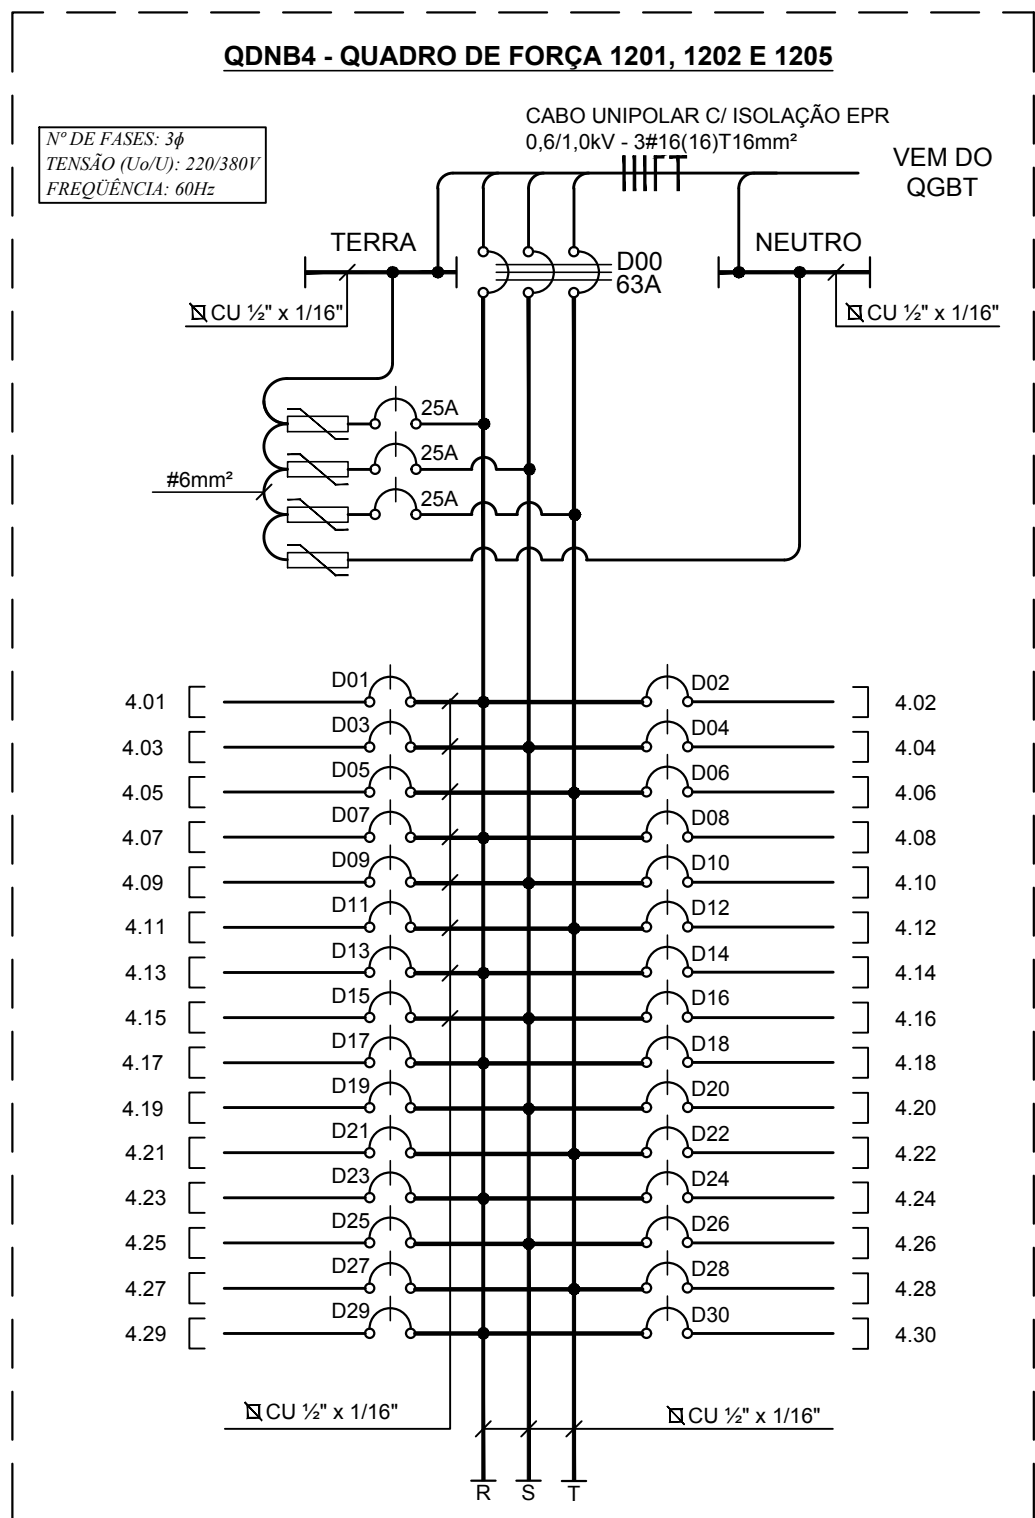 QDNB4 - QUADRO DE FORÇA 1201, 1202 E 1205
Nº DE FASES: 3ϕ
TENSÃO (Uo/U): 220/380V
FREQÜÊNCIA: 60Hz
CABO UNIPOLAR C/ ISOLAÇÃO EPR
0,6/1,0kV - 3#16(16)T16mm²
VEM DO
QGBT
TERRA
D00
63A
NEUTRO
CU ½" x 1/16"
CU ½" x 1/16"
25A
25A
25A
#6mm²
4.01 D01 D02 4.02
4.03 D03 D04 4.04
4.05 D05 D06 4.06
4.07 D07 D08 4.08
4.09 D09 D10 4.10
4.11 D11 D12 4.12
4.13 D13 D14 4.14
4.15 D15 D16 4.16
4.17 D17 D18 4.18
4.19 D19 D20 4.20
4.21 D21 D22 4.22
4.23 D23 D24 4.24
4.25 D25 D26 4.26
4.27 D27 D28 4.28
4.29 D29 D30 4.30
CU ½" x 1/16"
CU ½" x 1/16"
R S T